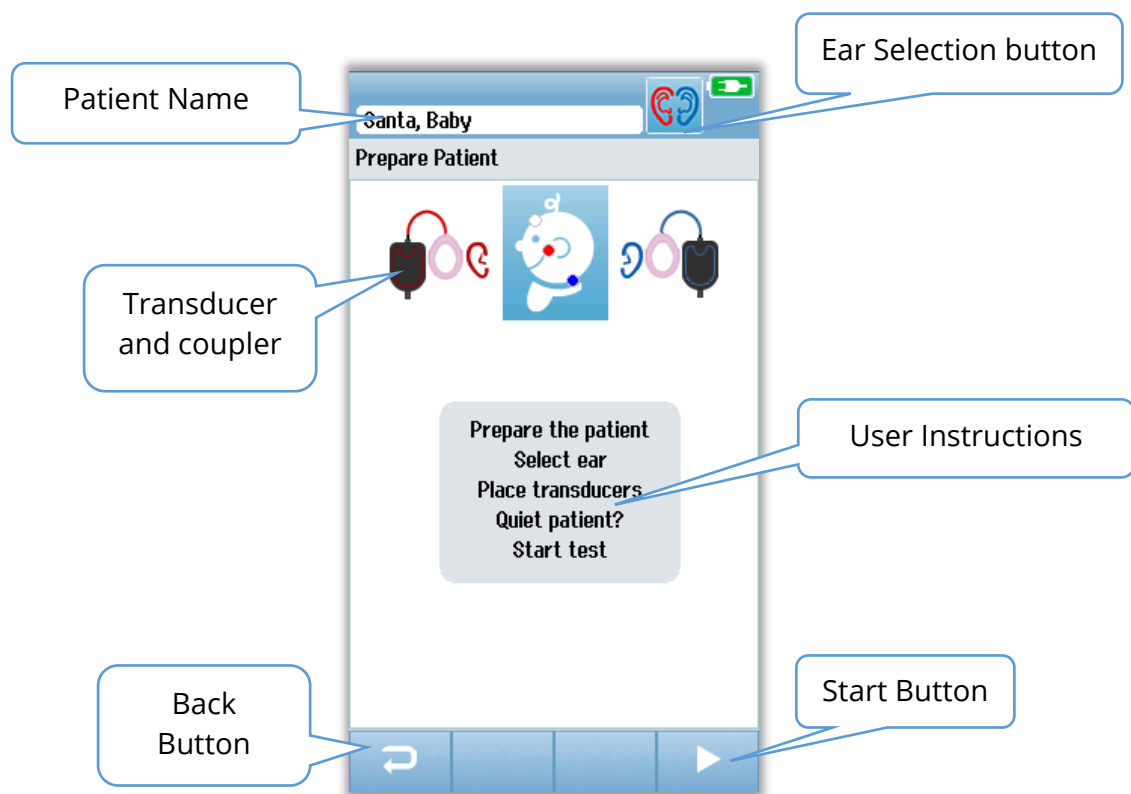 Ear Selection button
Patient Name
Santa, Baby
Prepare Patient
Transducer
and coupler
Prepare the patient
Select ear
Place transducers
Quiet patient?
Start test
User Instructions
Back
Button
Start Button